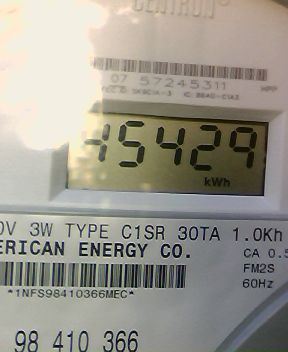 CENTRON®
07 57245311
45429
kWh
0V 3W TYPE C1SR 30TA 1.0Kh
ERICAN ENERGY CO.
CA 0.5
FM2S
60Hz
*1NFS98410366MEC*
98 410 366